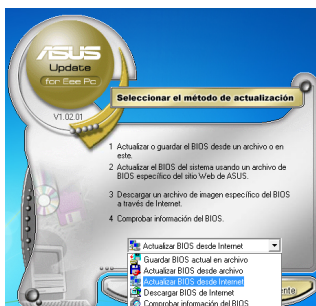 ASUS
Update
for Eee Pc
V1.02.01
Seleccionar el método de actualización
1 Actualizar o guardar el BIOS desde un archivo o en
este.
2 Actualizar el BIOS del sistema usando un archivo de
BIOS específico del sitio Web de ASUS.
3 Descargar un archivo de imagen específico del BIOS
a través de Internet.
4 Comprobar información del BIOS.
Actualizar BIOS desde Internet
Guardar BIOS actual en archivo
Actualizar BIOS desde archivo
Actualizar BIOS desde Internet
Descargar BIOS de Internet
Comprobar información del BIOS